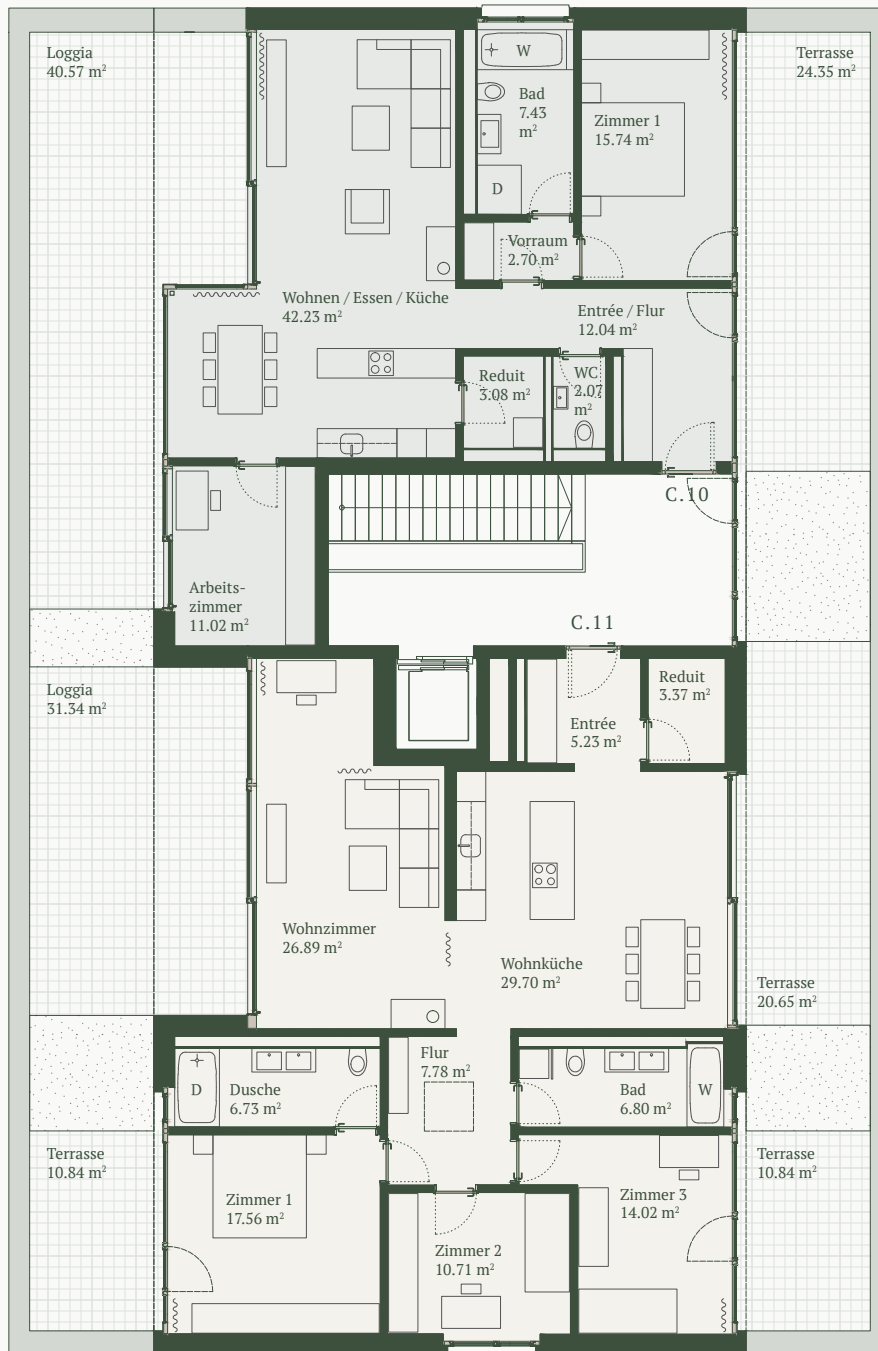 Loggia
40.57 m²
W
Bad
7.43
m²
D
Zimmer 1
15.74 m²
Terrasse
24.35 m²
Vorraum
2.70 m²
Wohnen / Essen / Küche
42.23 m²
Entrée / Flur
12.04 m²
Reduit
3.08 m²
WC
2.07
m²
C.10
Arbeits-
zimmer
11.02 m²
C.11
Loggia
31.34 m²
Entrée
5.23 m²
Reduit
3.37 m²
Wohnzimmer
26.89 m²
Wohnküche
29.70 m²
Terrasse
20.65 m²
D
Dusche
6.73 m²
Flur
7.78 m²
Bad
6.80 m²
W
Terrasse
10.84 m²
Zimmer 1
17.56 m²
Zimmer 2
10.71 m²
Zimmer 3
14.02 m²
Terrasse
10.84 m²